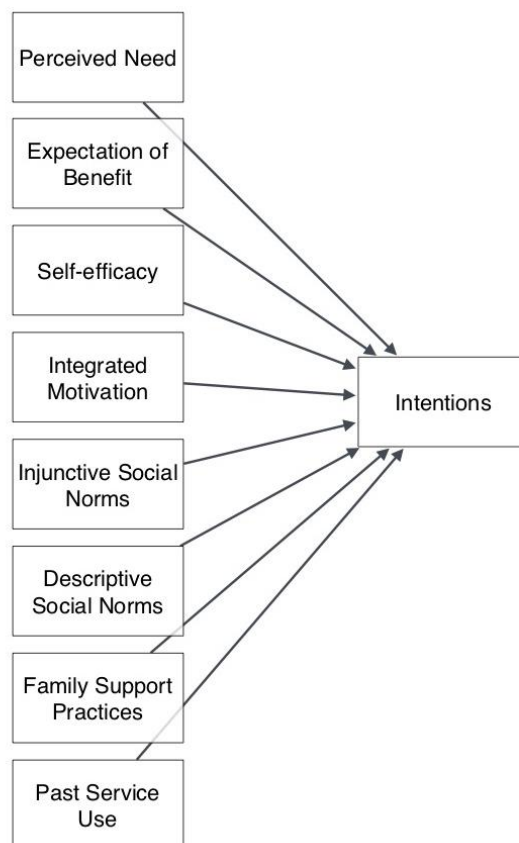 Perceived Need
Expectation of
Benefit
Self-efficacy
Integrated
Motivation
Injunctive Social
Norms
Descriptive
Social Norms
Family Support
Practices
Past Service
Use
Intentions